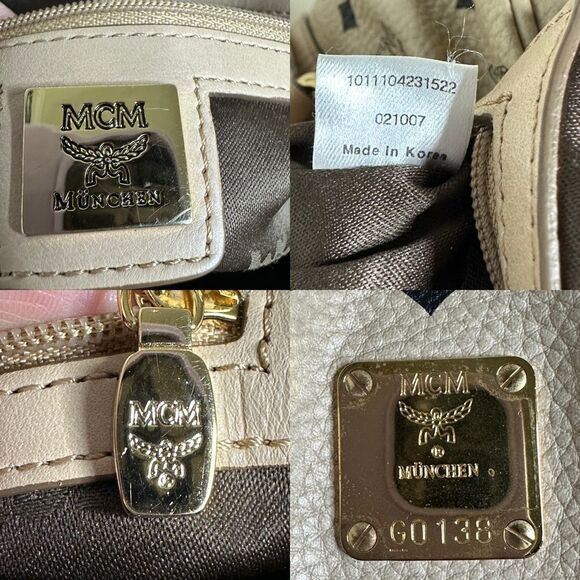 MCM
MÜNCHEN
1011104231522
021007
Made in Korea
MCM
MCM
®
MÜNCHEN
G0138